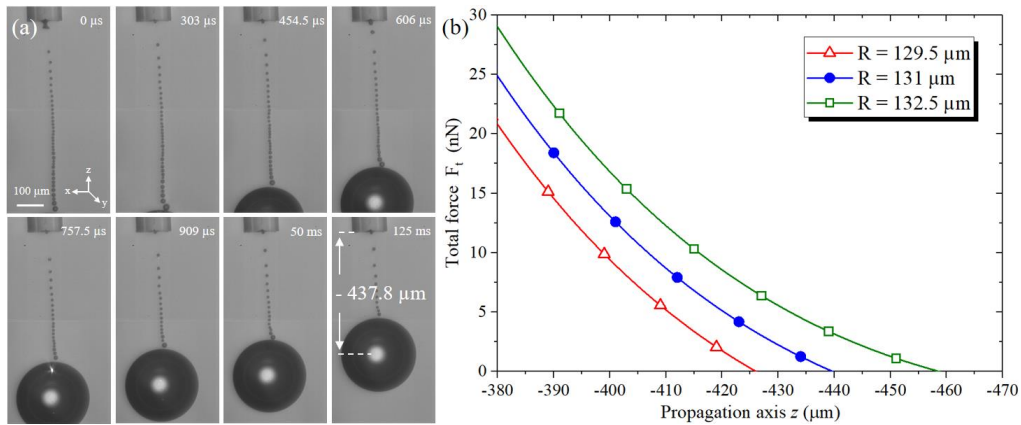 (a)
0 µs
303 µs
454.5 µs
606 µs
100 µm
z
x
y
757.5 µs
909 µs
50 ms
125 ms
- 437.8 µm
(b)
30
25
20
15
10
5
0
Total force Fₜ (nN)
R = 129.5 µm
R = 131 µm
R = 132.5 µm
-380 -390 -400 -410 -420 -430 -440 -450 -460 -470
Propagation axis z (µm)